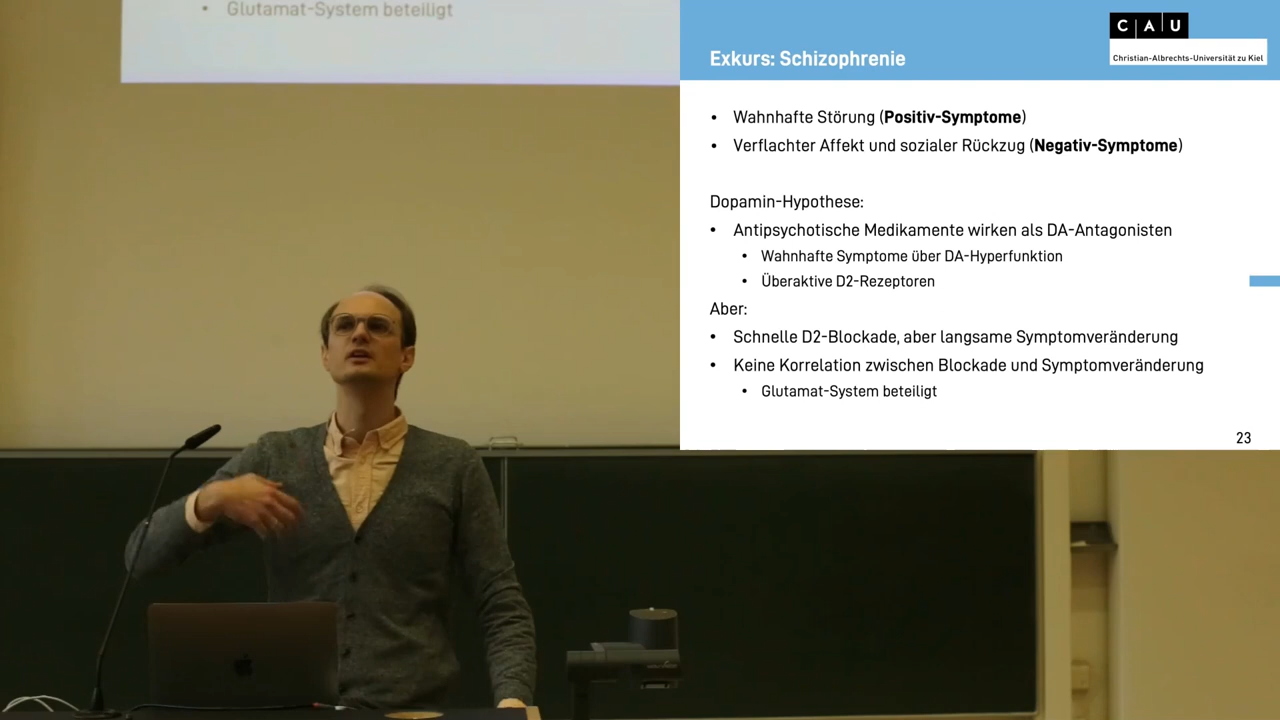 • Glutamat-System beteiligt
CAU
Christian-Albrechts-Universität zu Kiel
Exkurs: Schizophrenie
• Wahnhafte Störung (Positiv-Symptome)
• Verflachter Affekt und sozialer Rückzug (Negativ-Symptome)
Dopamin-Hypothese:
• Antipsychotische Medikamente wirken als DA-Antagonisten
• Wahnhafte Symptome über DA-Hyperfunktion
• Überaktive D2-Rezeptoren
Aber:
• Schnelle D2-Blockade, aber langsame Symptomveränderung
• Keine Korrelation zwischen Blockade und Symptomveränderung
• Glutamat-System beteiligt
23